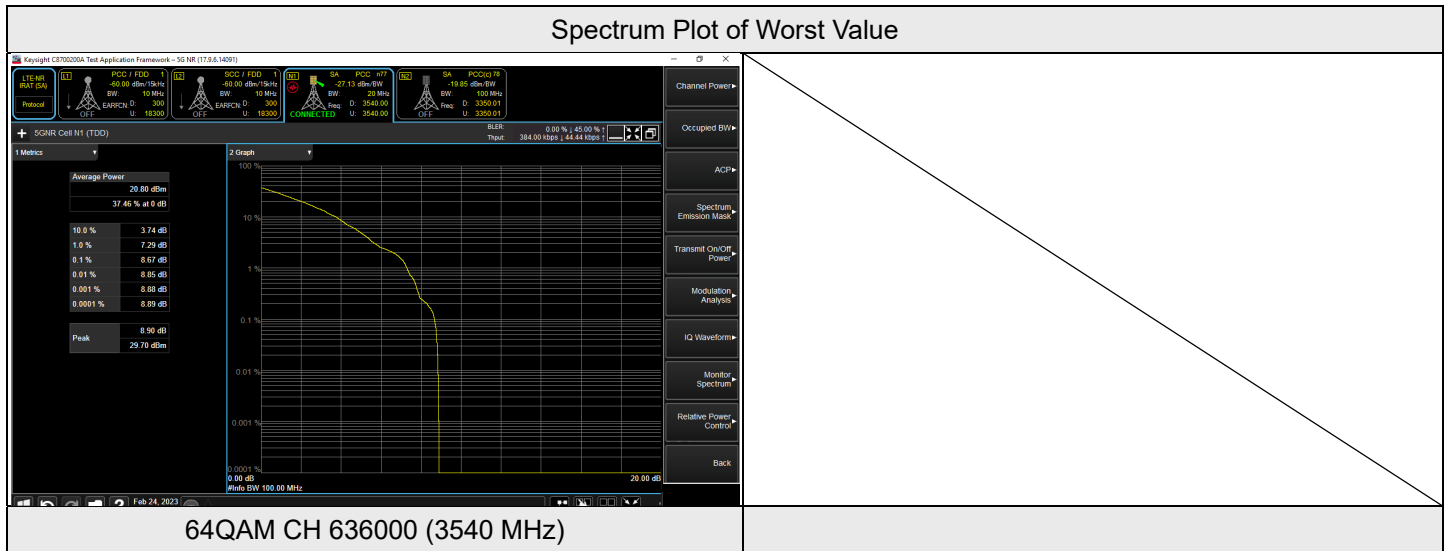 Spectrum Plot of Worst Value
Keysight C8700200A Test Application Framework – 5G NR (17.9.6.14091)
LTE-NR
IRAT (SA)
Protocol
L1 PCC / FDD 1
-60.00 dBm/15kHz
BW: 10 MHz
EARFCN: D: 300
OFF U: 18300
L2 SCC / FDD 1
-60.00 dBm/15kHz
BW: 10 MHz
EARFCN: D: 300
OFF U: 18300
N1 SA PCC n77
-27.13 dBm/BW
BW: 20 MHz
Freq: D: 3540.00
CONNECTED U: 3540.00
N2 SA PCC(c) 78
-19.85 dBm/BW
BW: 100 MHz
Freq: D: 3350.01
OFF U: 3350.01
+ 5GNR Cell N1 (TDD)
BLER: 0.00 % ↓ 45.00 % ↑
Thput: 384.00 kbps ↓ 44.44 kbps ↑
1 Metrics
Average Power
20.80 dBm
37.46 % at 0 dB
10.0 % 3.74 dB
1.0 % 7.29 dB
0.1 % 8.67 dB
0.01 % 8.85 dB
0.001 % 8.88 dB
0.0001 % 8.89 dB
Peak 8.90 dB
29.70 dBm
2 Graph
100 %
10 %
1 %
0.1 %
0.01 %
0.001 %
0.0001 %
0.00 dB 20.00 dB
#Info BW 100.00 MHz
Channel Power
Occupied BW
ACP
Spectrum
Emission Mask
Transmit On/Off
Power
Modulation
Analysis
IQ Waveform
Monitor
Spectrum
Relative Power
Control
Back
? Feb 24, 2023
64QAM CH 636000 (3540 MHz)